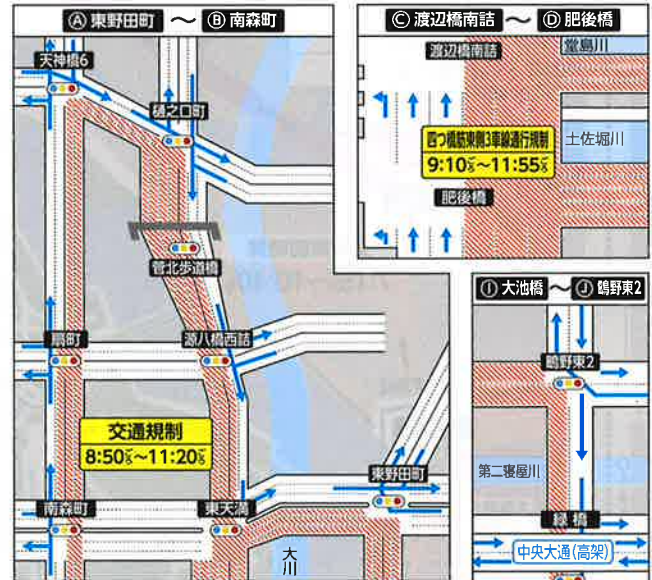 Ⓐ 東野田町 ～ Ⓑ 南森町
天神橋6
樋之口町
菅北歩道橋
扇町
源八橋西詰
交通規制
8:50ごろ～11:20ごろ
南森町
東天満
東野田町
大川
Ⓒ 渡辺橋南詰 ～ Ⓓ 肥後橋
渡辺橋南詰
堂島川
四つ橋筋東側3車線通行規制
9:10ごろ～11:55ごろ
土佐堀川
肥後橋
Ⓘ 大池橋 ～ Ⓙ 鴫野東2
鴫野東2
第二寝屋川
緑橋
中央大通(高架)